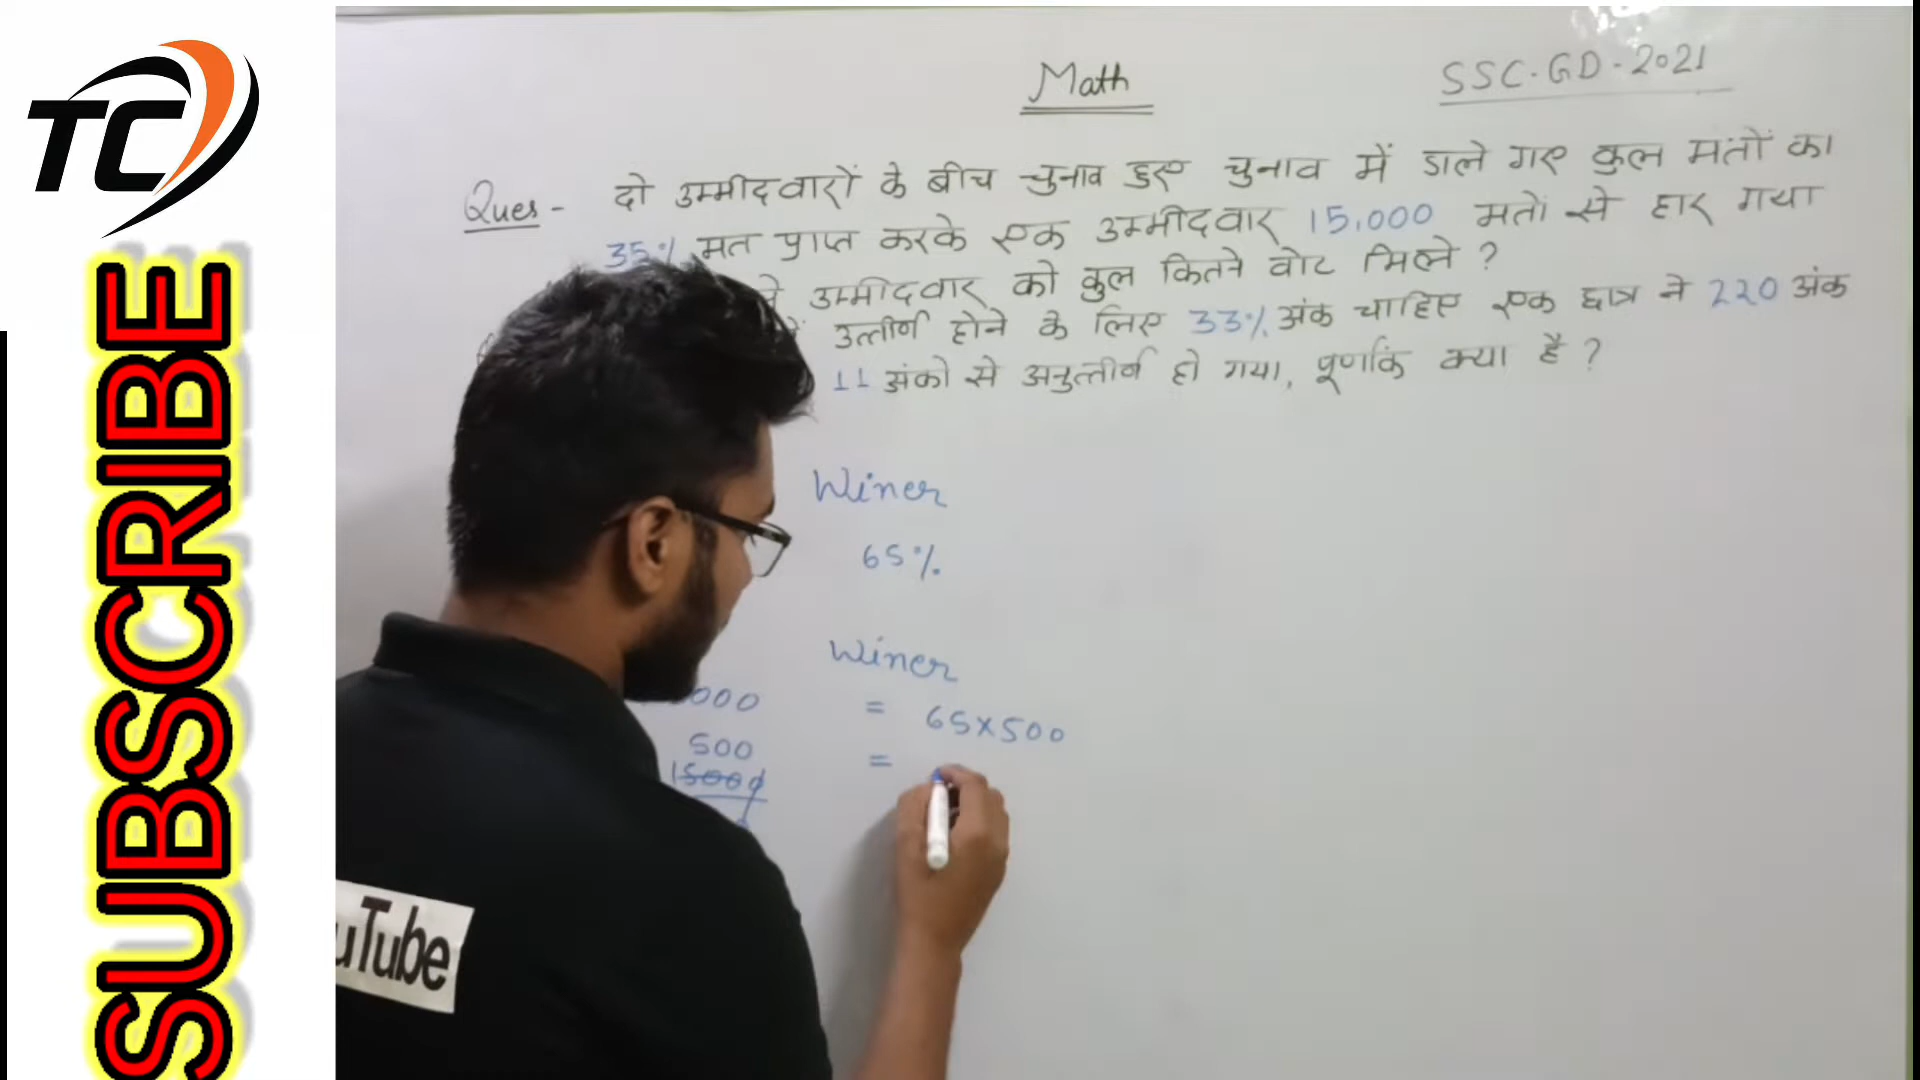 TC
SUBSCRIBE
Math
SSC.GD-2021
Ques - दो उम्मीदवारों के बीच चुनाव हुए चुनाव में डाले गए कुल मतों का
35% मत प्राप्त करके एक उम्मीदवार 15,000 मतों से हार गया
उम्मीदवार को कुल कितने वोट मिले ?
उत्तीर्ण होने के लिए 33% अंक चाहिए एक छात्र ने 220 अंक
11 अंको से अनुत्तीर्ण हो गया, पूर्णांक क्या है ?
Winer
65%
Winer
000 = 65x500
500 =
15000
uTube